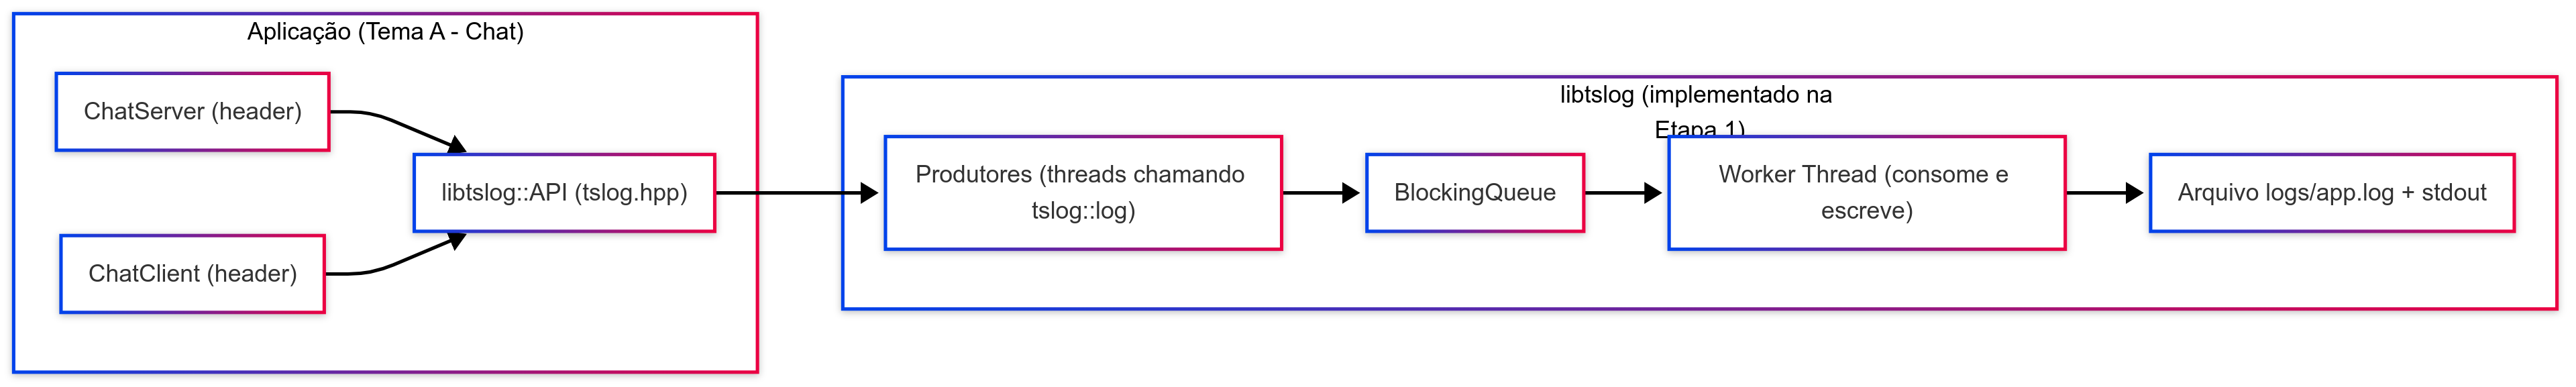 Aplicação (Tema A - Chat)
ChatServer (header)
libtslog::API (tslog.hpp)
ChatClient (header)
libtslog (implementado na
Etapa 1)
Produtores (threads chamando
tslog::log)
BlockingQueue
Worker Thread (consome e
escreve)
Arquivo logs/app.log + stdout